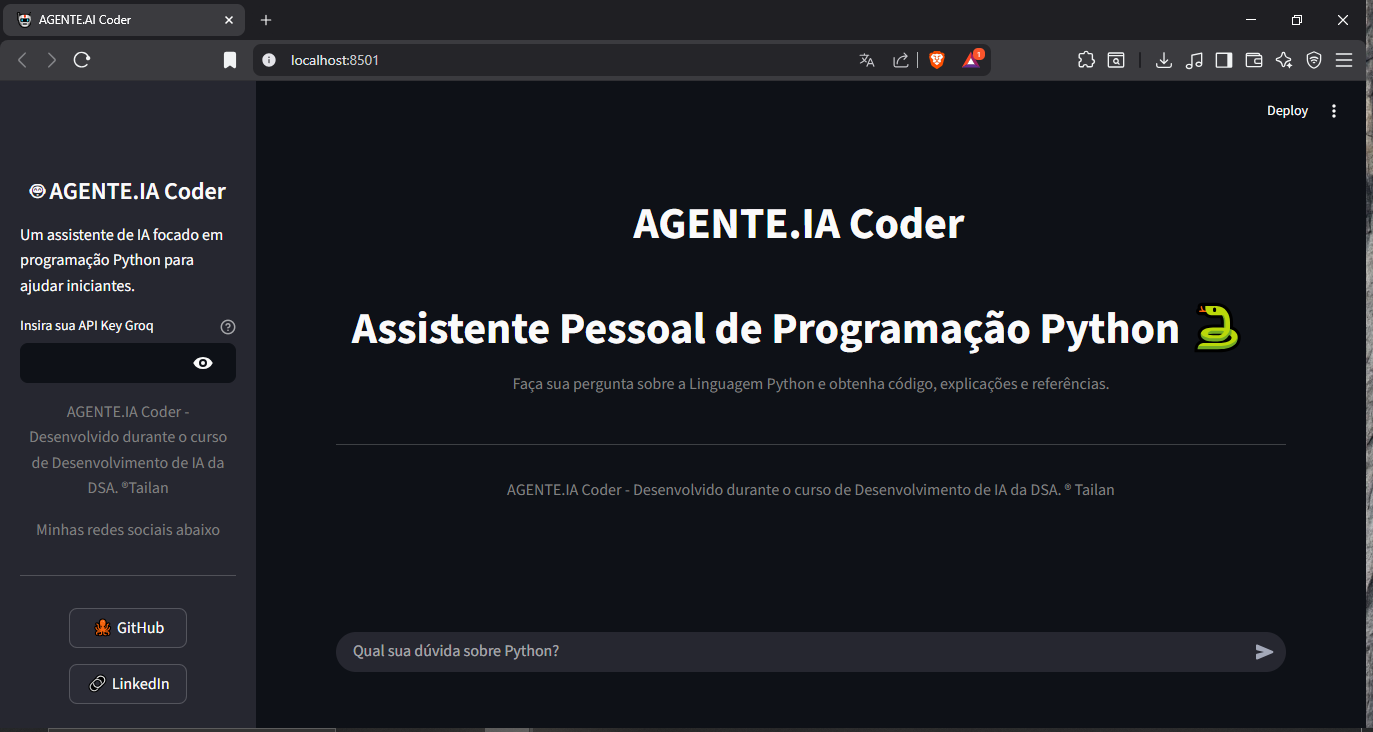 AGENTE.AI Coder
localhost:8501
1
Deploy
AGENTE.IA Coder
Um assistente de IA focado em
programação Python para
ajudar iniciantes.
Insira sua API Key Groq
AGENTE.IA Coder -
Desenvolvido durante o curso
de Desenvolvimento de IA da
DSA. ®Tailan
Minhas redes sociais abaixo
GitHub
LinkedIn
AGENTE.IA Coder
Assistente Pessoal de Programação Python
Faça sua pergunta sobre a Linguagem Python e obtenha código, explicações e referências.
AGENTE.IA Coder - Desenvolvido durante o curso de Desenvolvimento de IA da DSA. ® Tailan
Qual sua dúvida sobre Python?